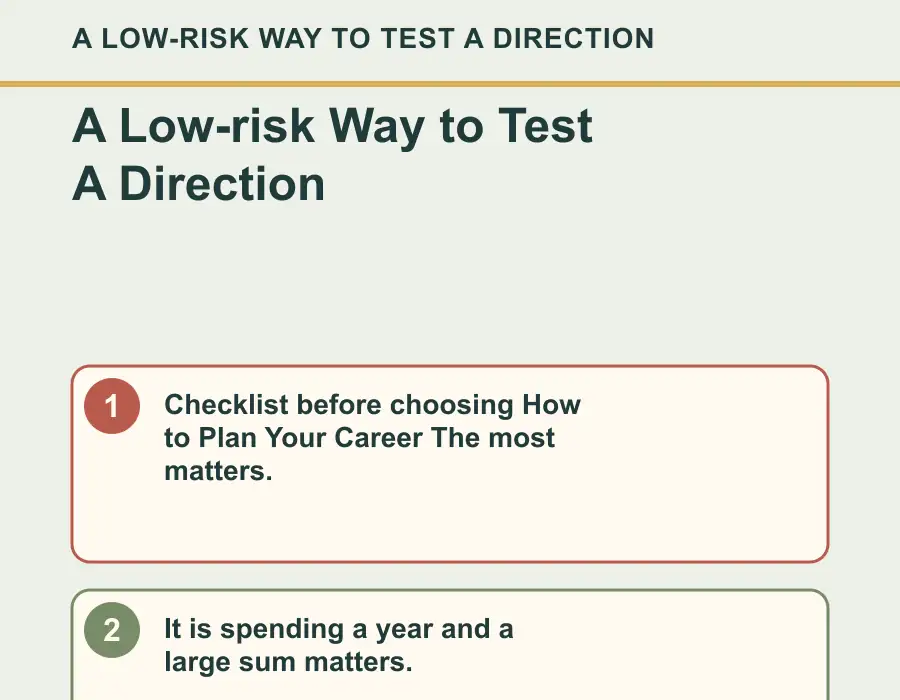 A LOW-RISK WAY TO TEST A DIRECTION
A Low-risk Way to Test
A Direction
1
Checklist before choosing How
to Plan Your Career The most
matters.
2
It is spending a year and a
large sum matters.